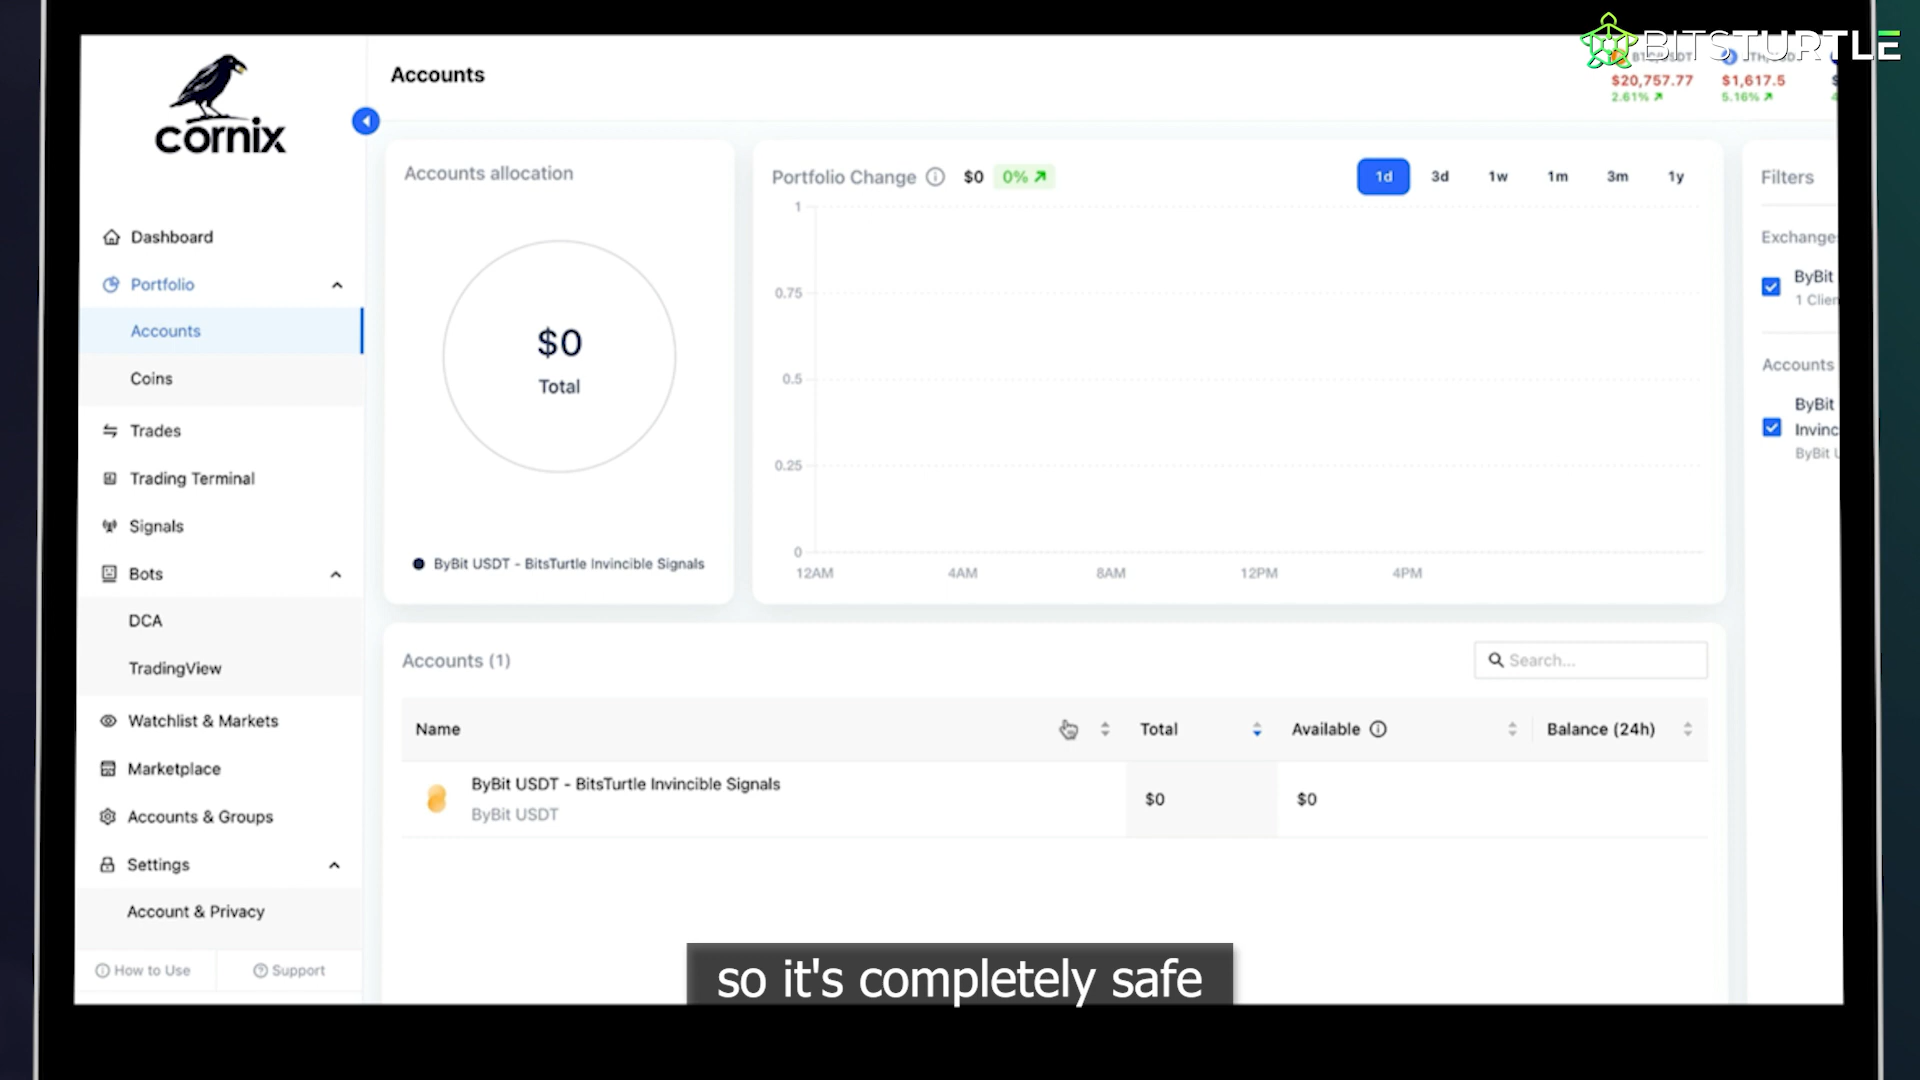 BITSTURTLE
cornix
Accounts
$20,757.77
2.61%
$1,617.5
5.16%
Dashboard
Portfolio
Accounts
Coins
Trades
Trading Terminal
Signals
Bots
DCA
TradingView
Watchlist & Markets
Marketplace
Accounts & Groups
Settings
Account & Privacy
How to Use
Support
Accounts allocation
$0
Total
ByBit USDT - BitsTurtle Invincible Signals
Portfolio Change
$0
0%
1d
3d
1w
1m
3m
1y
1
0.75
0.5
0.25
0
12AM
4AM
8AM
12PM
4PM
Filters
Exchange
ByBit
1 Clien
Accounts
ByBit
Invinc
ByBit U
Accounts (1)
Search...
Name
Total
Available
Balance (24h)
ByBit USDT - BitsTurtle Invincible Signals
ByBit USDT
$0
$0
so it's completely safe